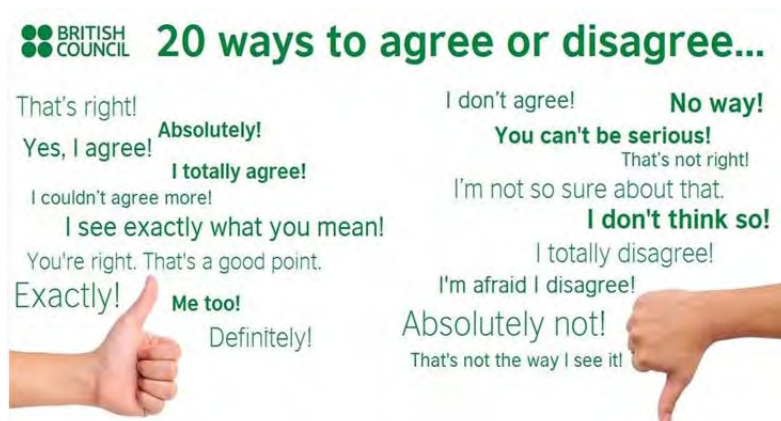 BRITISH
COUNCIL
20 ways to agree or disagree...
That's right!
Absolutely!
Yes, I agree!
I totally agree!
I couldn't agree more!
I see exactly what you mean!
You're right. That's a good point.
Exactly!
Me too!
Definitely!
I don't agree!
No way!
You can't be serious!
That's not right!
I'm not so sure about that.
I don't think so!
I totally disagree!
I'm afraid I disagree!
Absolutely not!
That's not the way I see it!